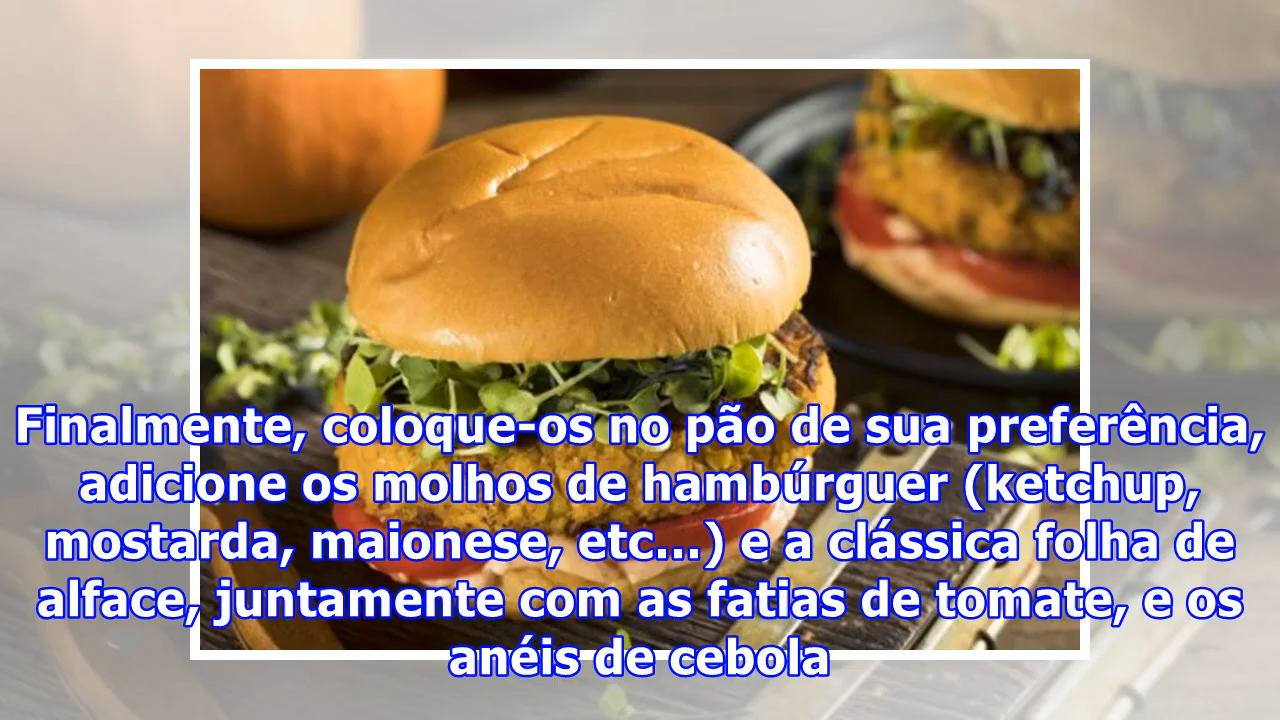 Finalmente, coloque-os no pão de sua preferência,
adicione os molhos de hambúrguer (ketchup,
mostarda, maionese, etc...) e a clássica folha de
alface, juntamente com as fatias de tomate, e os
anéis de cebola